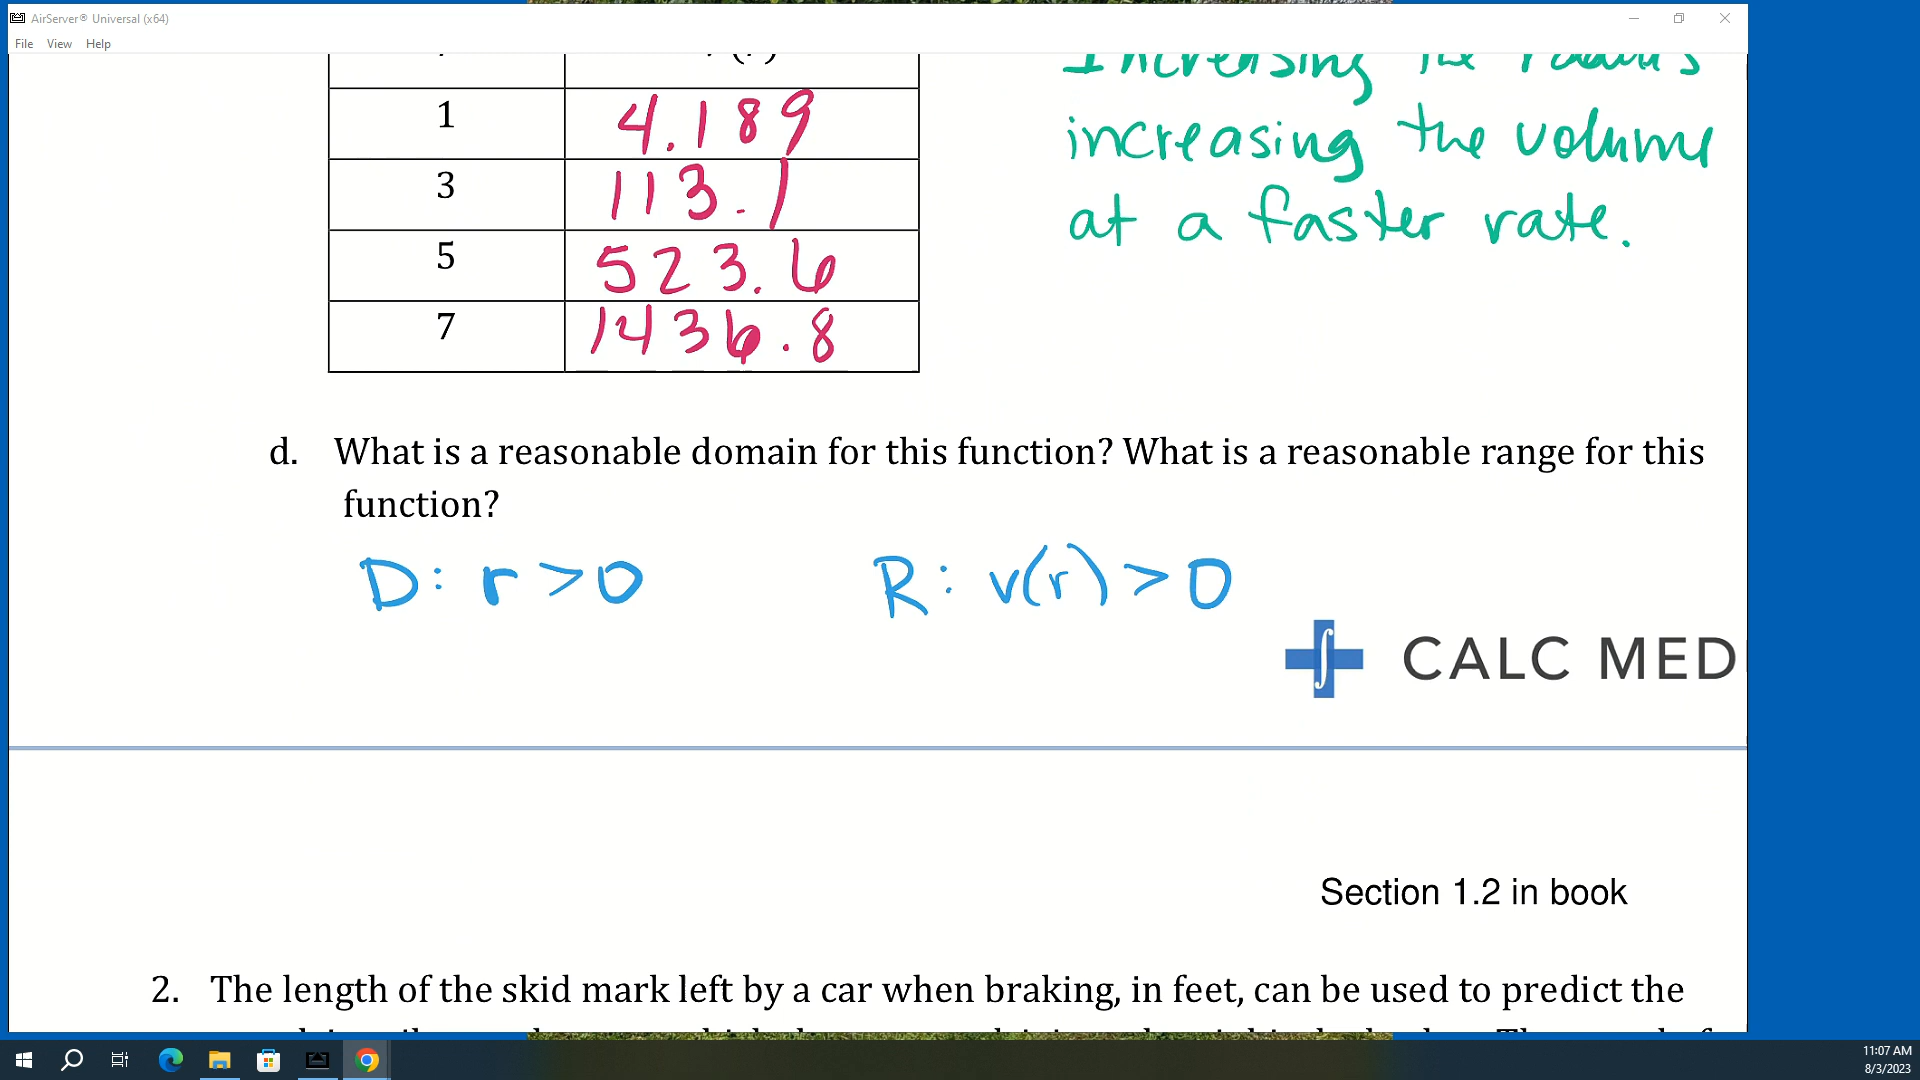 AirServer® Universal (x64)
File View Help
Increasing the radius
increasing the volume
at a faster rate.
1 4.189
3 113.1
5 523.6
7 1436.8
d. What is a reasonable domain for this function? What is a reasonable range for this
function?
D: r > 0 R: v(r) > 0
CALC MED
Section 1.2 in book
2. The length of the skid mark left by a car when braking, in feet, can be used to predict the
11:07 AM
8/3/2023